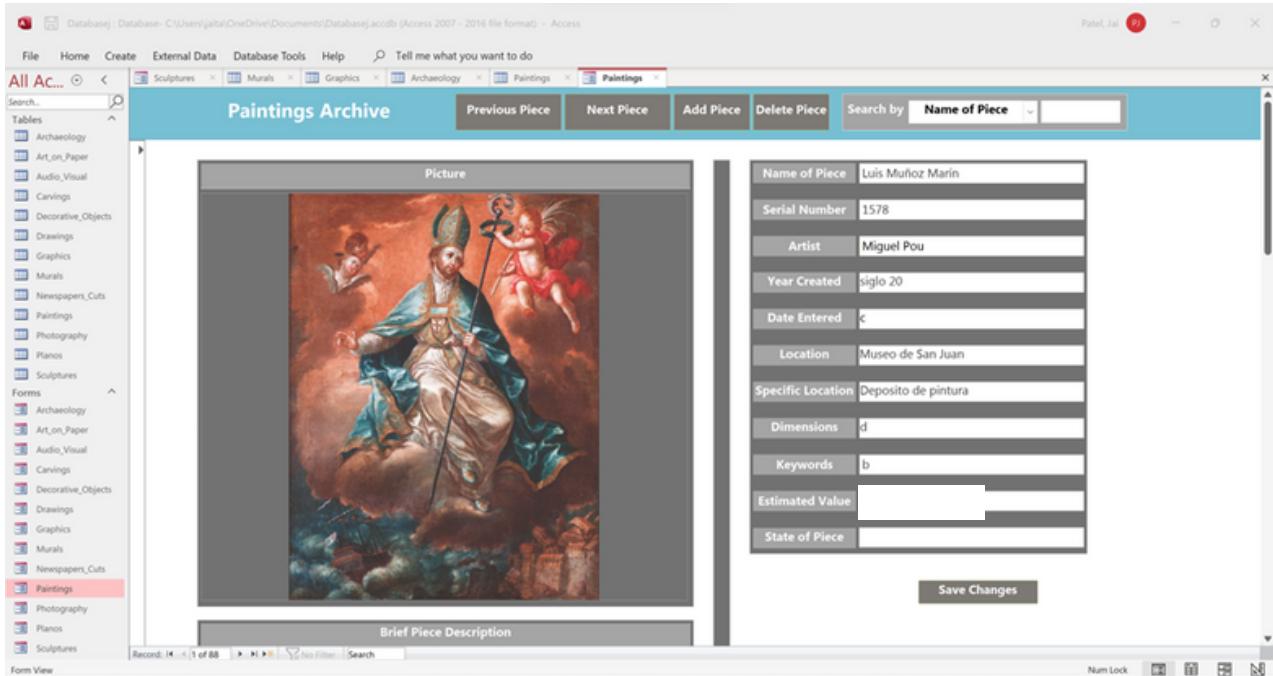 Databasej : Database- C:\Users\jaita\OneDrive\Documents\Databasej.accdb (Access 2007 - 2016 file format) - Access
Patel, Jai PJ
File Home Create External Data Database Tools Help Tell me what you want to do
All Ac...
Sculptures Murals Graphics Archaeology Paintings Paintings
Search..
Tables
Archaeology
Art_on_Paper
Audio_Visual
Carvings
Decorative_Objects
Drawings
Graphics
Murals
Newspapers_Cuts
Paintings
Photography
Planos
Sculptures
Forms
Archaeology
Art_on_Paper
Audio_Visual
Carvings
Decorative_Objects
Drawings
Graphics
Murals
Newspapers_Cuts
Paintings
Photography
Planos
Sculptures
Paintings Archive
Previous Piece Next Piece Add Piece Delete Piece Search by Name of Piece
Picture
Name of Piece Luis Muñoz Marín
Serial Number 1578
Artist Miguel Pou
Year Created siglo 20
Date Entered c
Location Museo de San Juan
Specific Location Deposito de pintura
Dimensions d
Keywords b
Estimated Value
State of Piece
Save Changes
Brief Piece Description
Record: 1 of 88 No Filter Search
Form View
Num Lock